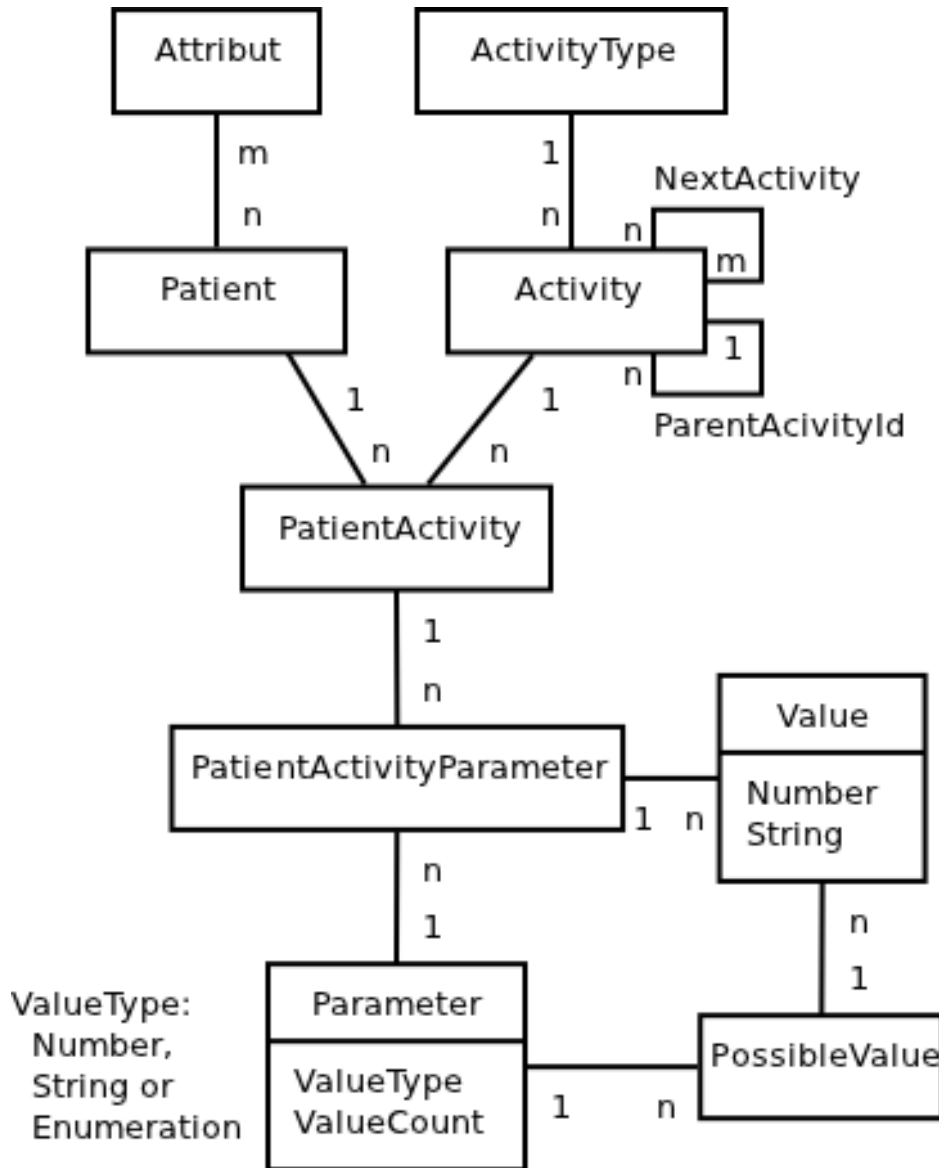 Attribut
ActivityType
m
1
NextActivity
n
n
n
m
Patient
Activity
1
n
ParentAcivityId
1
1
n
n
PatientActivity
1
n
Value
PatientActivityParameter
Number
String
1
n
n
1
n
1
Parameter
ValueType:
Number,
String or
Enumeration
ValueType
ValueCount
PossibleValue
1
n